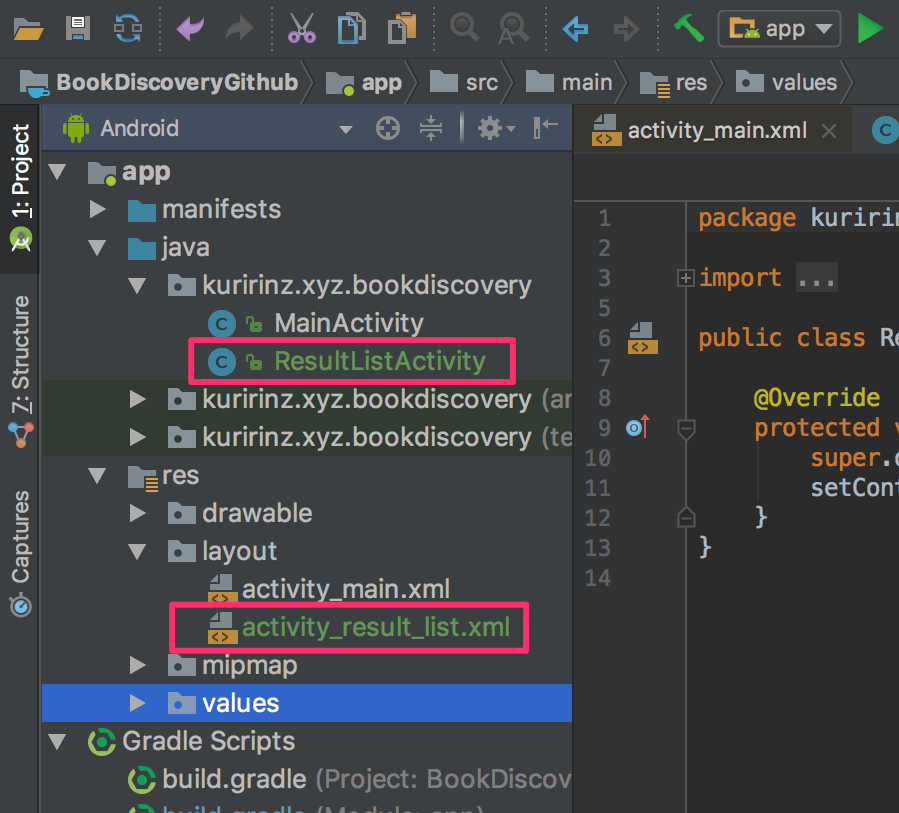 app
BookDiscoveryGithub app src main res values
1: Project
7: Structure
Captures
Android
app
manifests
java
kuririnz.xyz.bookdiscovery
MainActivity
ResultListActivity
kuririnz.xyz.bookdiscovery (ar
kuririnz.xyz.bookdiscovery (te
res
drawable
layout
activity_main.xml
activity_result_list.xml
mipmap
values
Gradle Scripts
build.gradle (Project: BookDiscov
build.gradle (Module: app)
activity_main.xml
1 package kuririn
2
3 import ...
5
6 public class Re
7
8 @Override
9 protected v
10 super.o
11 setCont
12 }
13 }
14